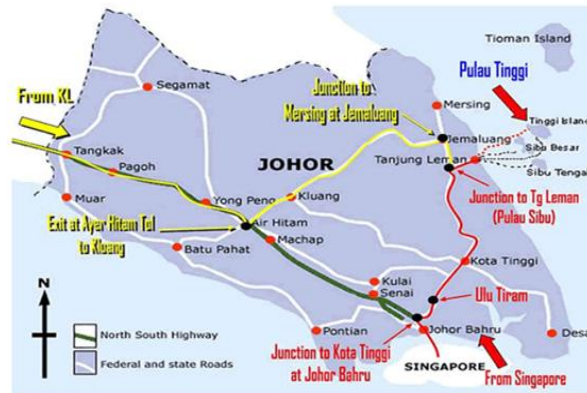 Tioman Island
Pulau Tinggi
Junction to
Mersing at Jemaluang
Segamat
From KL
Mersing
Tinggi Island
Jemaluang
Sibu Besar
Tangkak
JOHOR
Tanjung Leman
Sibu Tenga
Pagoh
Kluang
Junction to Tg Leman
(Pulau Sibu)
Muar
Yong Peng
Exit at Ayer Hitam Tol
to Kluang
Air Hitam
Machap
Batu Pahat
Kota Tinggi
Kulai
Senai
Ulu Tiram
N
North South Highway
Pontian
Johor Bahru
Desa
Federal and state Roads
Junction to Kota Tinggi
at Johor Bahru
SINGAPORE
From Singapore